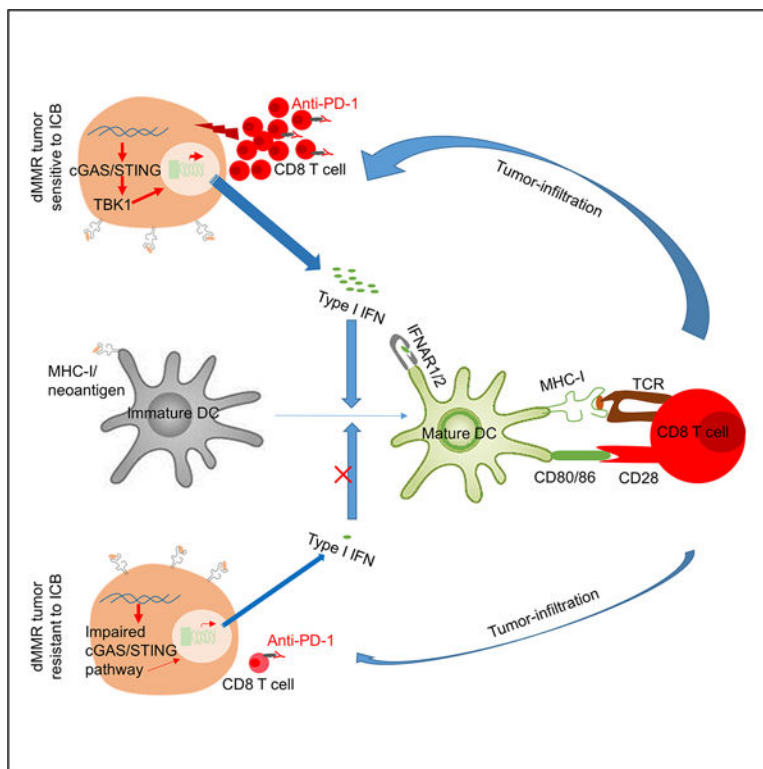 dMMR tumor
sensitive to ICB
cGAS/STING
TBK1
Anti-PD-1
CD8 T cell
Tumor-infiltration
Type I IFN
MHC-I/
neoantigen
Immature DC
IFNAR1/2
Mature DC
MHC-I
TCR
CD8 T cell
CD80/86
CD28
Type I IFN
dMMR tumor
resistant to ICB
Impaired
cGAS/STING
pathway
Anti-PD-1
CD8 T cell
Tumor-infiltration